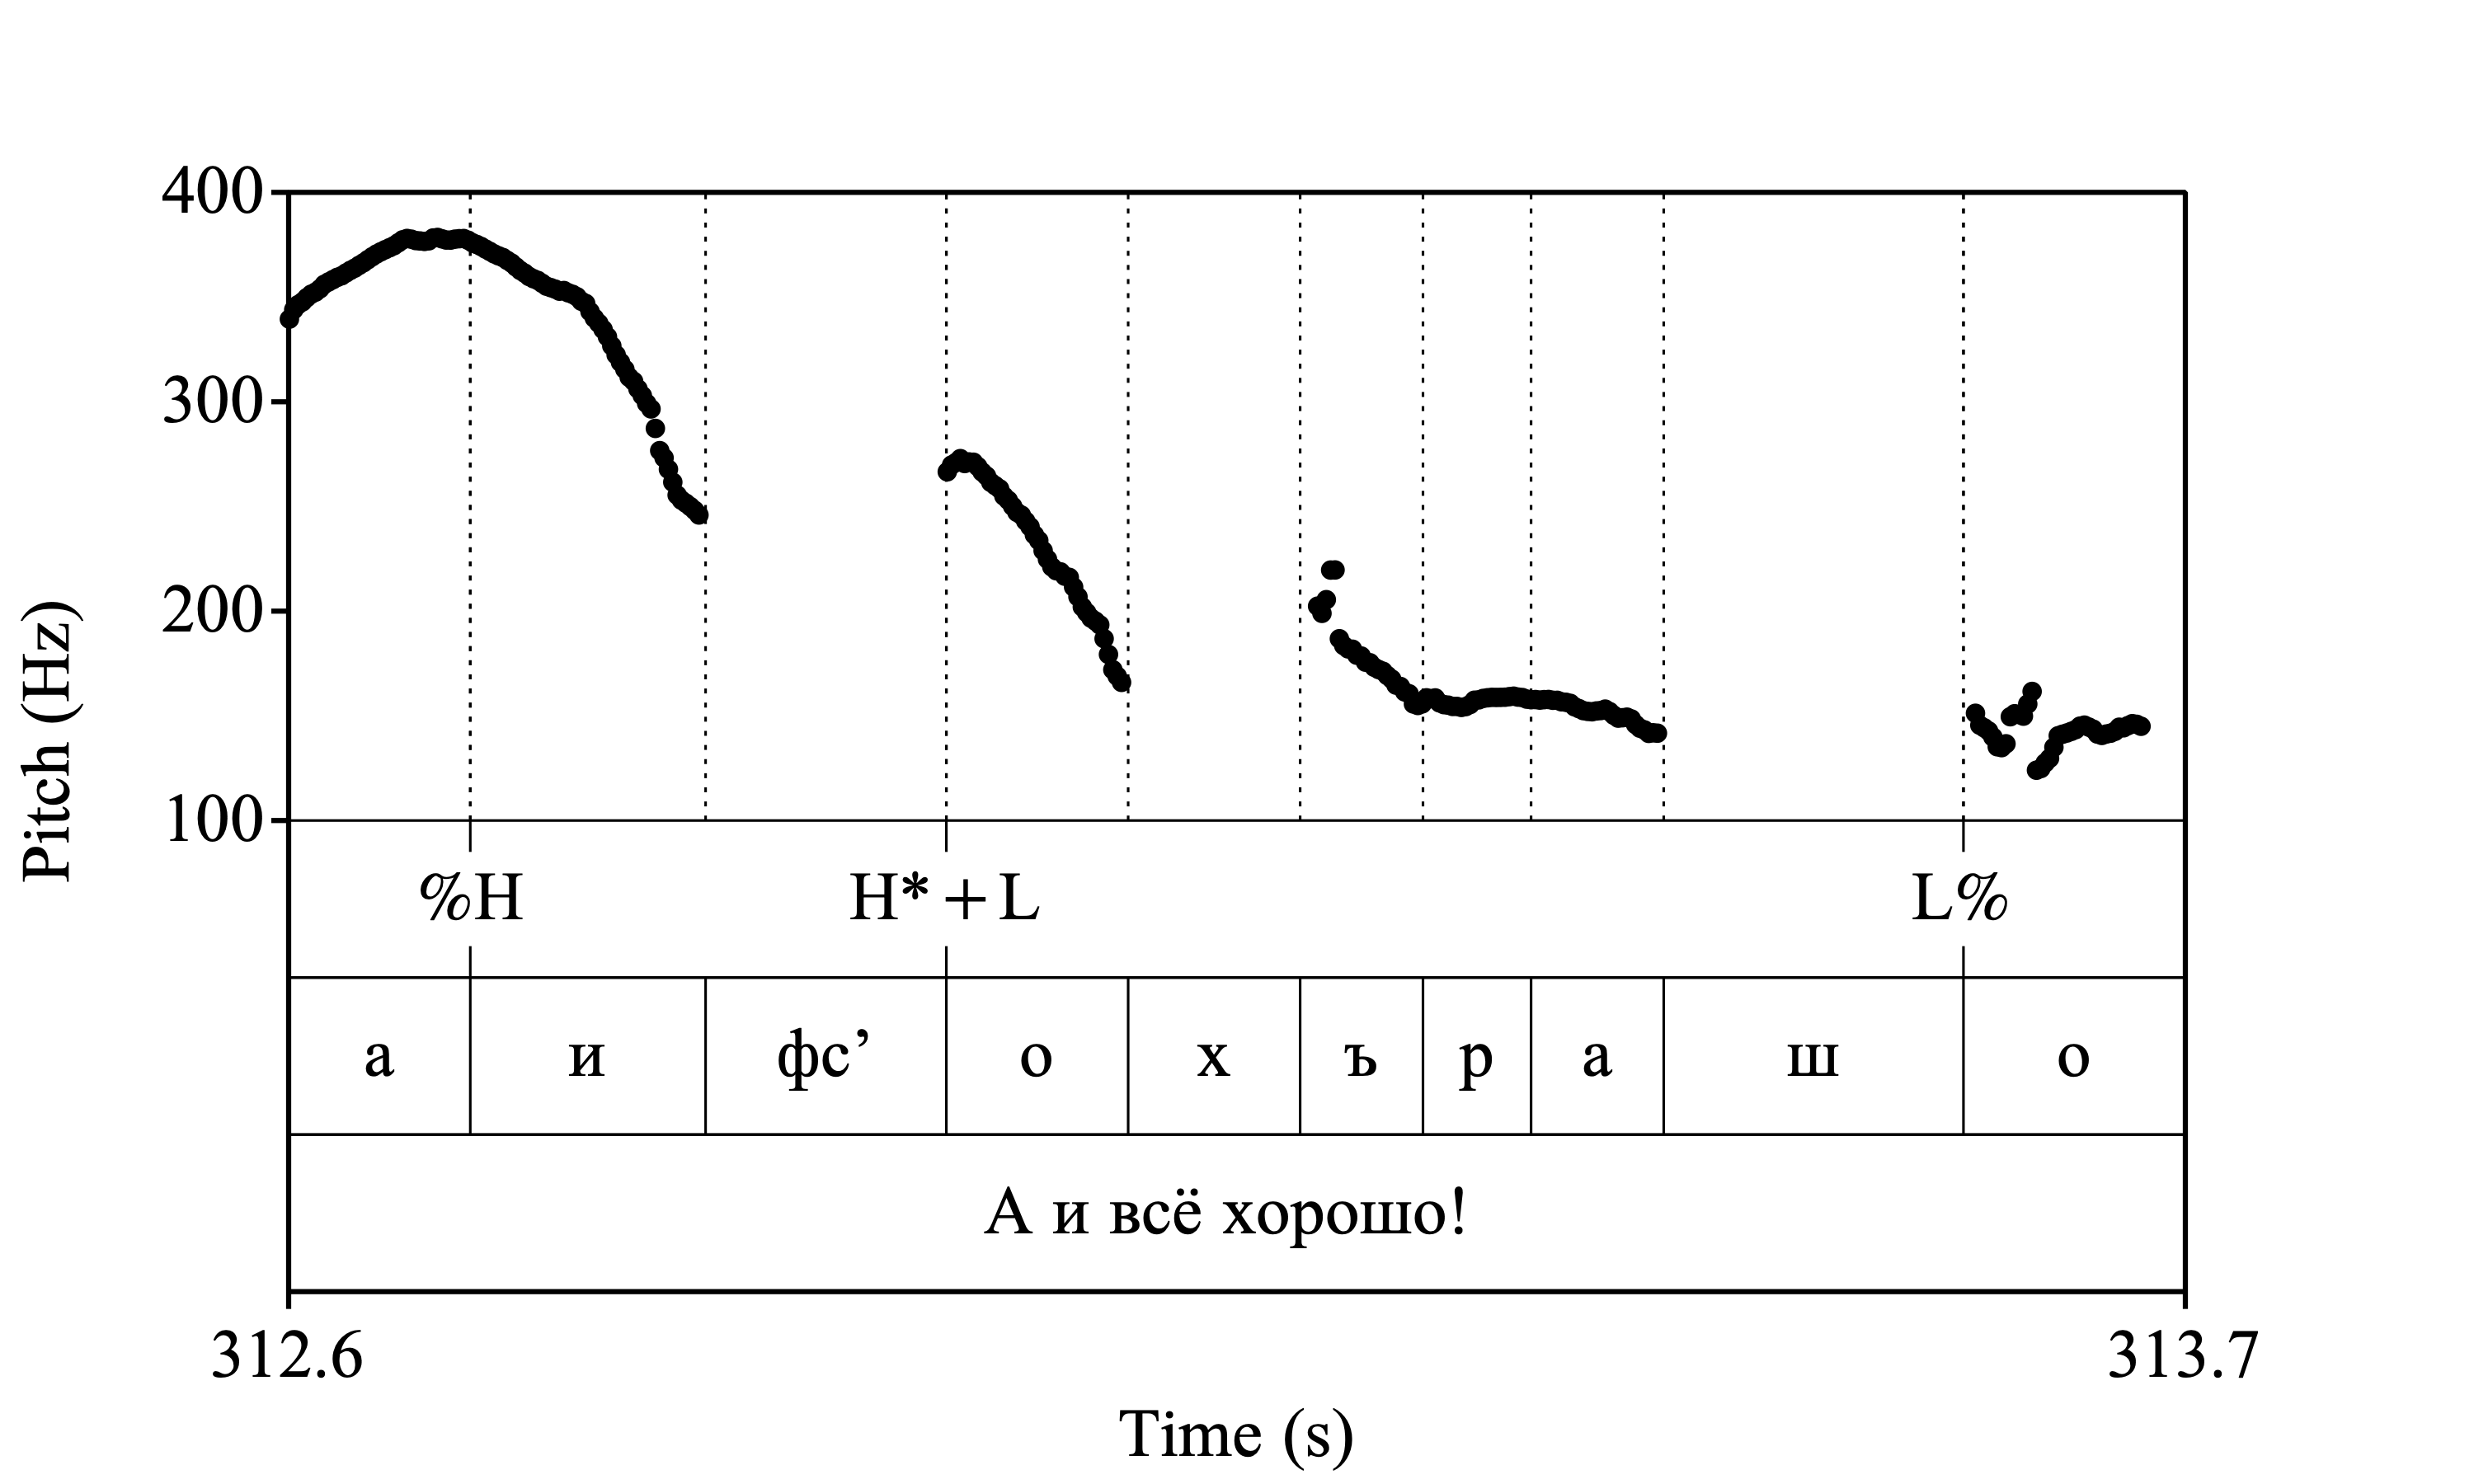 400
300
200
100
Pitch (Hz)
%H H*+L L%
а и фс’ о х ъ р а ш о
А и всё хорошо!
312.6 313.7
Time (s)